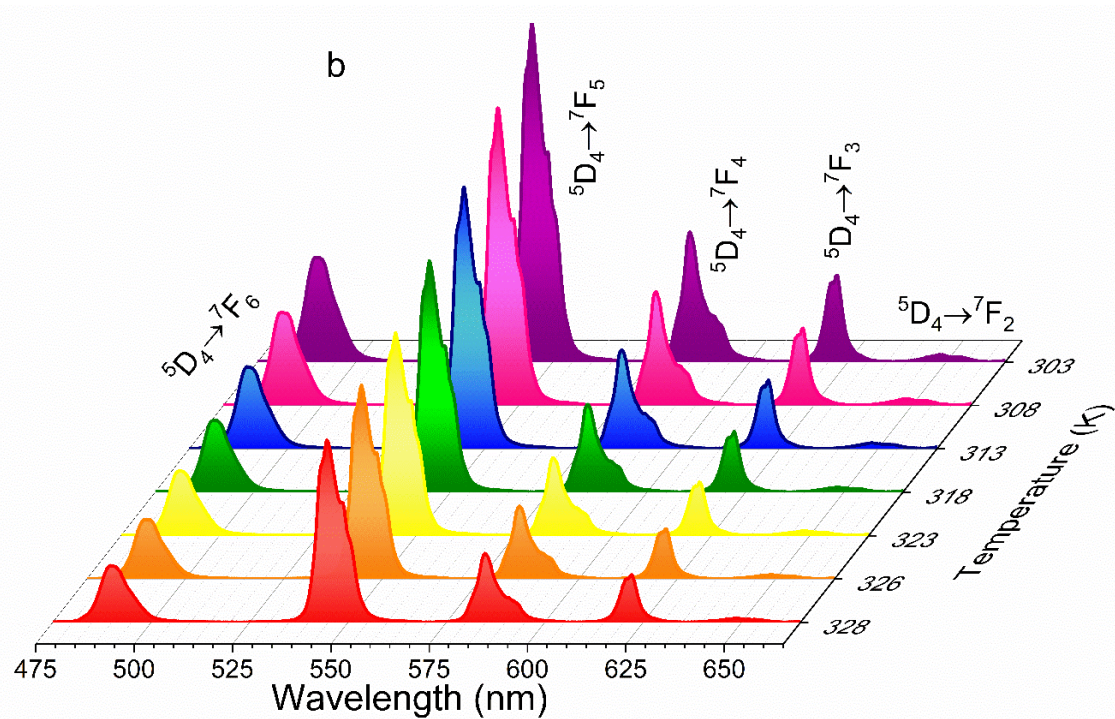 b
⁵D₄→⁷F₅
⁵D₄→⁷F₄
⁵D₄→⁷F₃
⁵D₄→⁷F₆
⁵D₄→⁷F₂
303
308
313
318
323
326
328
Temperature (K)
475 500 525 550 575 600 625 650
Wavelength (nm)